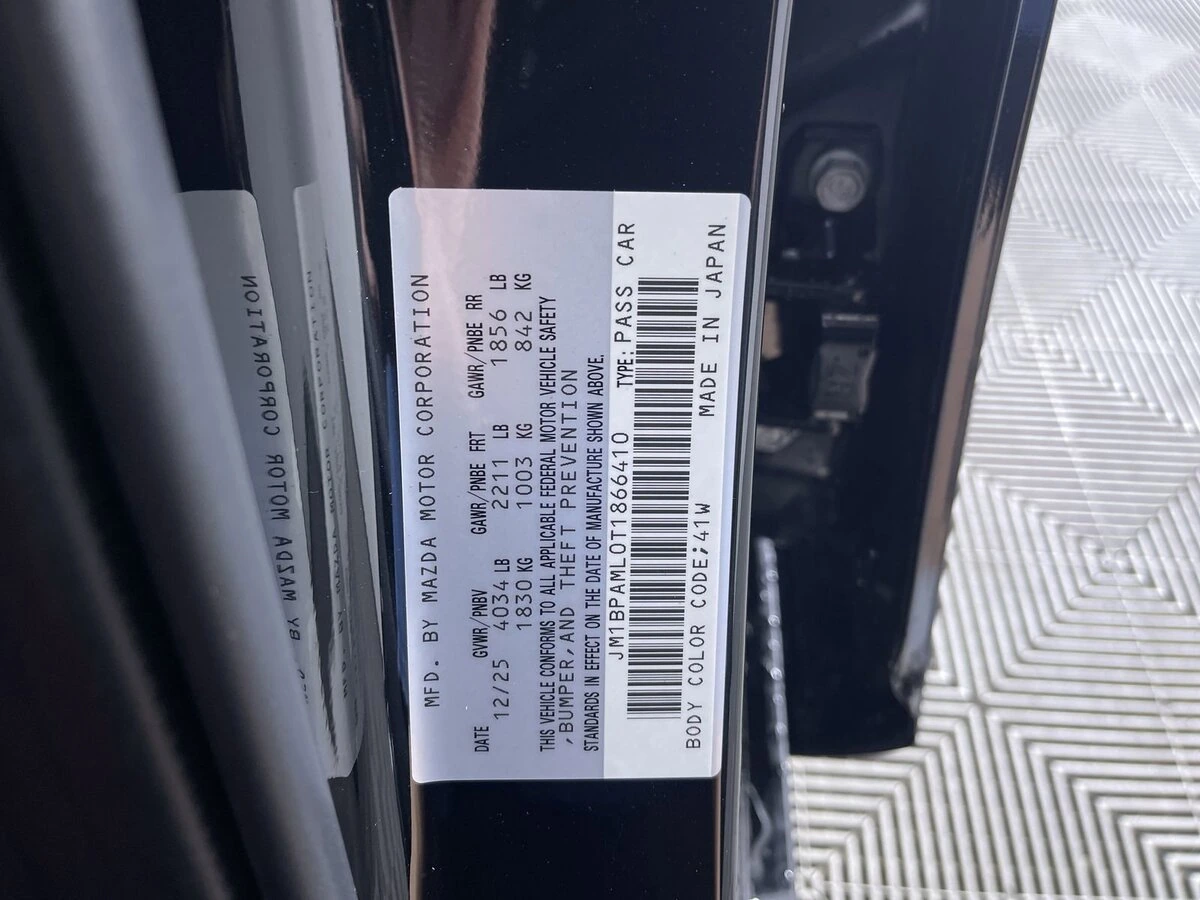 MFD. BY MAZDA MOTOR CORPORATION
DATE GVWR/PNBV GAWR/PNBE FRT GAWR/PNBE RR
12/25 4034 LB 2211 LB 1856 LB
1830 KG 1003 KG 842 KG
THIS VEHICLE CONFORMS TO ALL APPLICABLE FEDERAL MOTOR VEHICLE SAFETY
,BUMPER,AND THEFT PREVENTION
STANDARDS IN EFFECT ON THE DATE OF MANUFACTURE SHOWN ABOVE.
JM1BPAML0T1866410 TYPE:PASS CAR
BODY COLOR CODE;41W MADE IN JAPAN